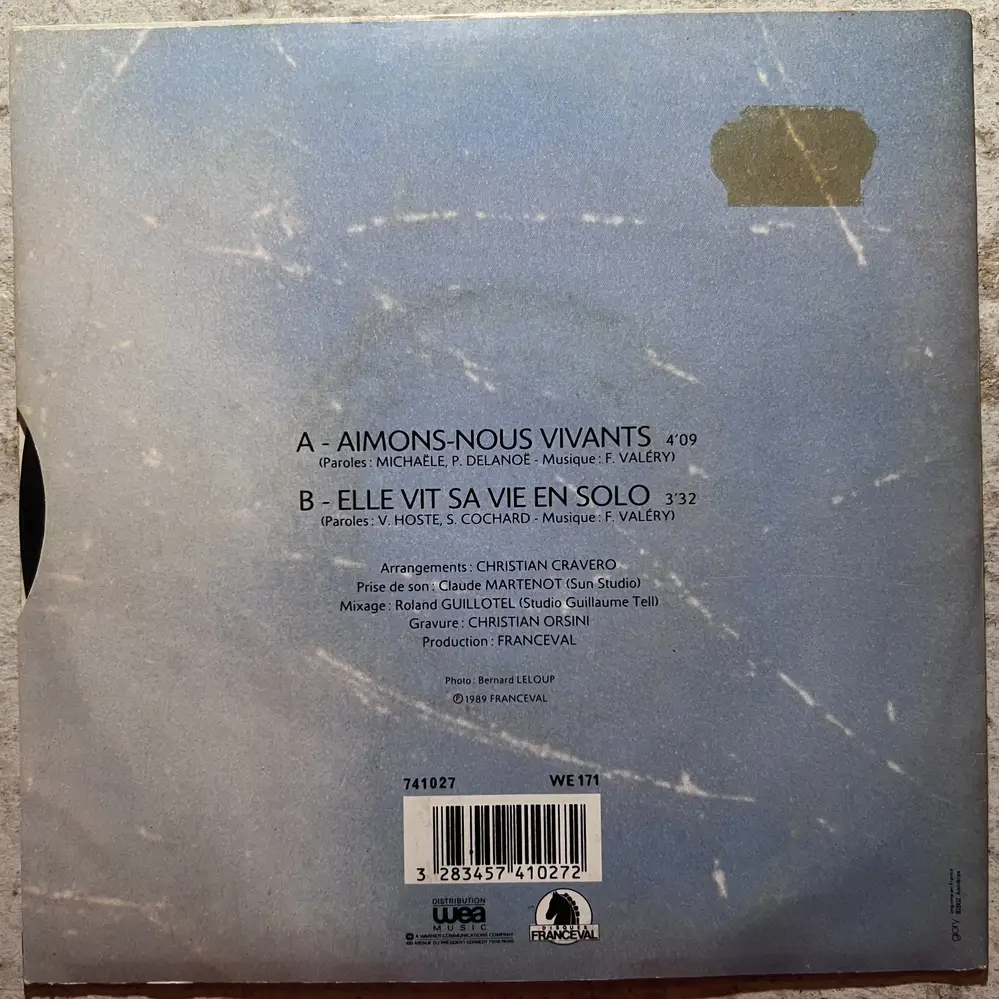 A - AIMONS-NOUS VIVANTS 4'09
(Paroles : MICHAËLE, P. DELANOË - Musique : F. VALÉRY)
B - ELLE VIT SA VIE EN SOLO 3'32
(Paroles : V. HOSTE, S. COCHARD - Musique : F. VALÉRY)
Arrangements : CHRISTIAN CRAVERO
Prise de son : Claude MARTENOT (Sun Studio)
Mixage : Roland GUILLOTEL (Studio Guillaume Tell)
Gravure : CHRISTIAN ORSINI
Production : FRANCEVAL
Photo : Bernard LELOUP
℗ 1989 FRANCEVAL
741027 WE 171
3 283457 410272
DISTRIBUTION
wea
MUSIC
A WARNER COMMUNICATIONS COMPANY
DISQUES
FRANCEVAL
glory